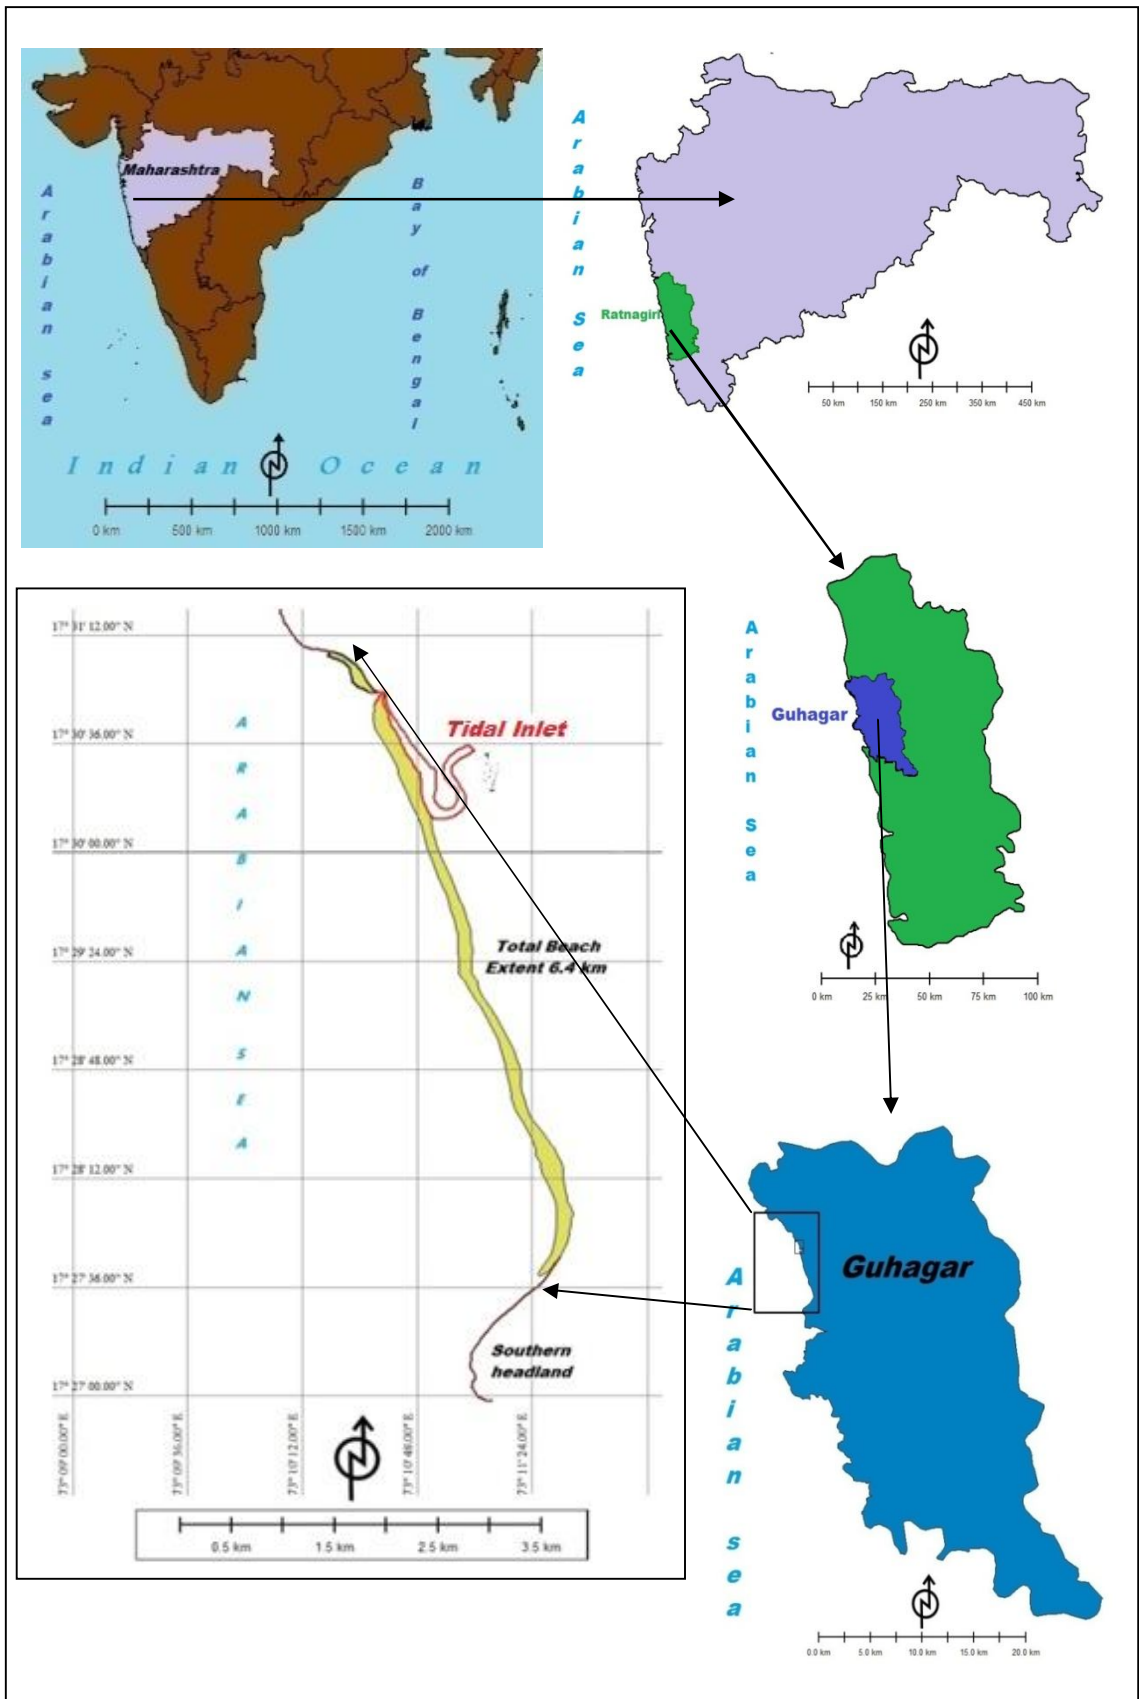 Maharashtra
Arabian sea
Bay of Bengal
Indian Ocean
N
0 km 500 km 1000 km 1500 km 2000 km
Arabian Sea
Ratnagiri
N
50 km 150 km 250 km 350 km 450 km
Arabian Sea
Guhagar
N
0 km 25 km 50 km 75 km 100 km
17° 31' 12.00" N
17° 30' 36.00" N
17° 30' 00.00" N
17° 29' 24.00" N
17° 28' 48.00" N
17° 28' 12.00" N
17° 27' 36.00" N
17° 27' 00.00" N
ARABIAN SEA
Tidal Inlet
Total Beach
Extent 6.4 km
Southern
headland
73° 09' 00.00" E
73° 09' 36.00" E
73° 10' 12.00" E
73° 10' 48.00" E
73° 11' 24.00" E
N
0.5 km 1.5 km 2.5 km 3.5 km
Arabian sea
Guhagar
N
0.0 km 5.0 km 10.0 km 15.0 km 20.0 km